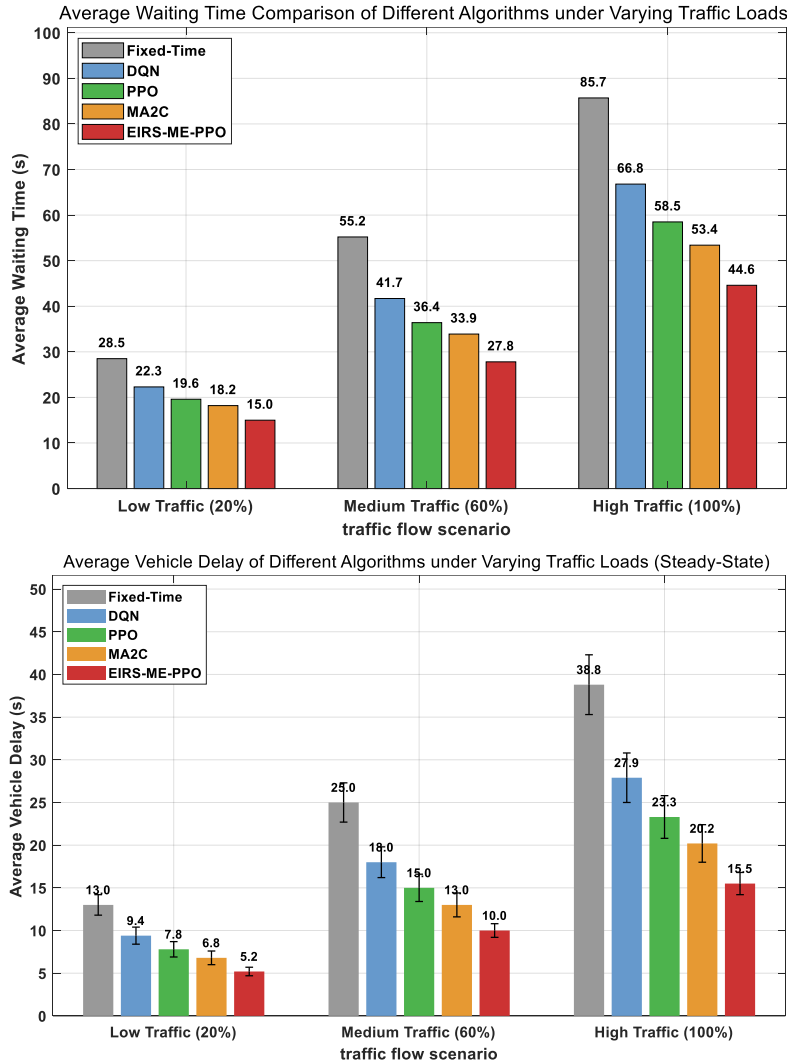 Average Waiting Time Comparison of Different Algorithms under Varying Traffic Loads
Fixed-Time
DQN
PPO
MA2C
EIRS-ME-PPO
Average Waiting Time (s)
100
90
80
70
60
50
40
30
20
10
0
28.5
22.3
19.6
18.2
15.0
55.2
41.7
36.4
33.9
27.8
85.7
66.8
58.5
53.4
44.6
Low Traffic (20%)
Medium Traffic (60%)
High Traffic (100%)
traffic flow scenario
Average Vehicle Delay of Different Algorithms under Varying Traffic Loads (Steady-State)
Fixed-Time
DQN
PPO
MA2C
EIRS-ME-PPO
Average Vehicle Delay (s)
50
45
40
35
30
25
20
15
10
5
0
13.0
9.4
7.8
6.8
5.2
25.0
18.0
15.0
13.0
10.0
38.8
27.9
23.3
20.2
15.5
Low Traffic (20%)
Medium Traffic (60%)
High Traffic (100%)
traffic flow scenario